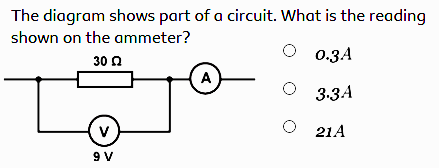 The diagram shows part of a circuit. What is the reading
shown on the ammeter?
30 Ω
A
V
9 V
0.3A
3.3A
21A